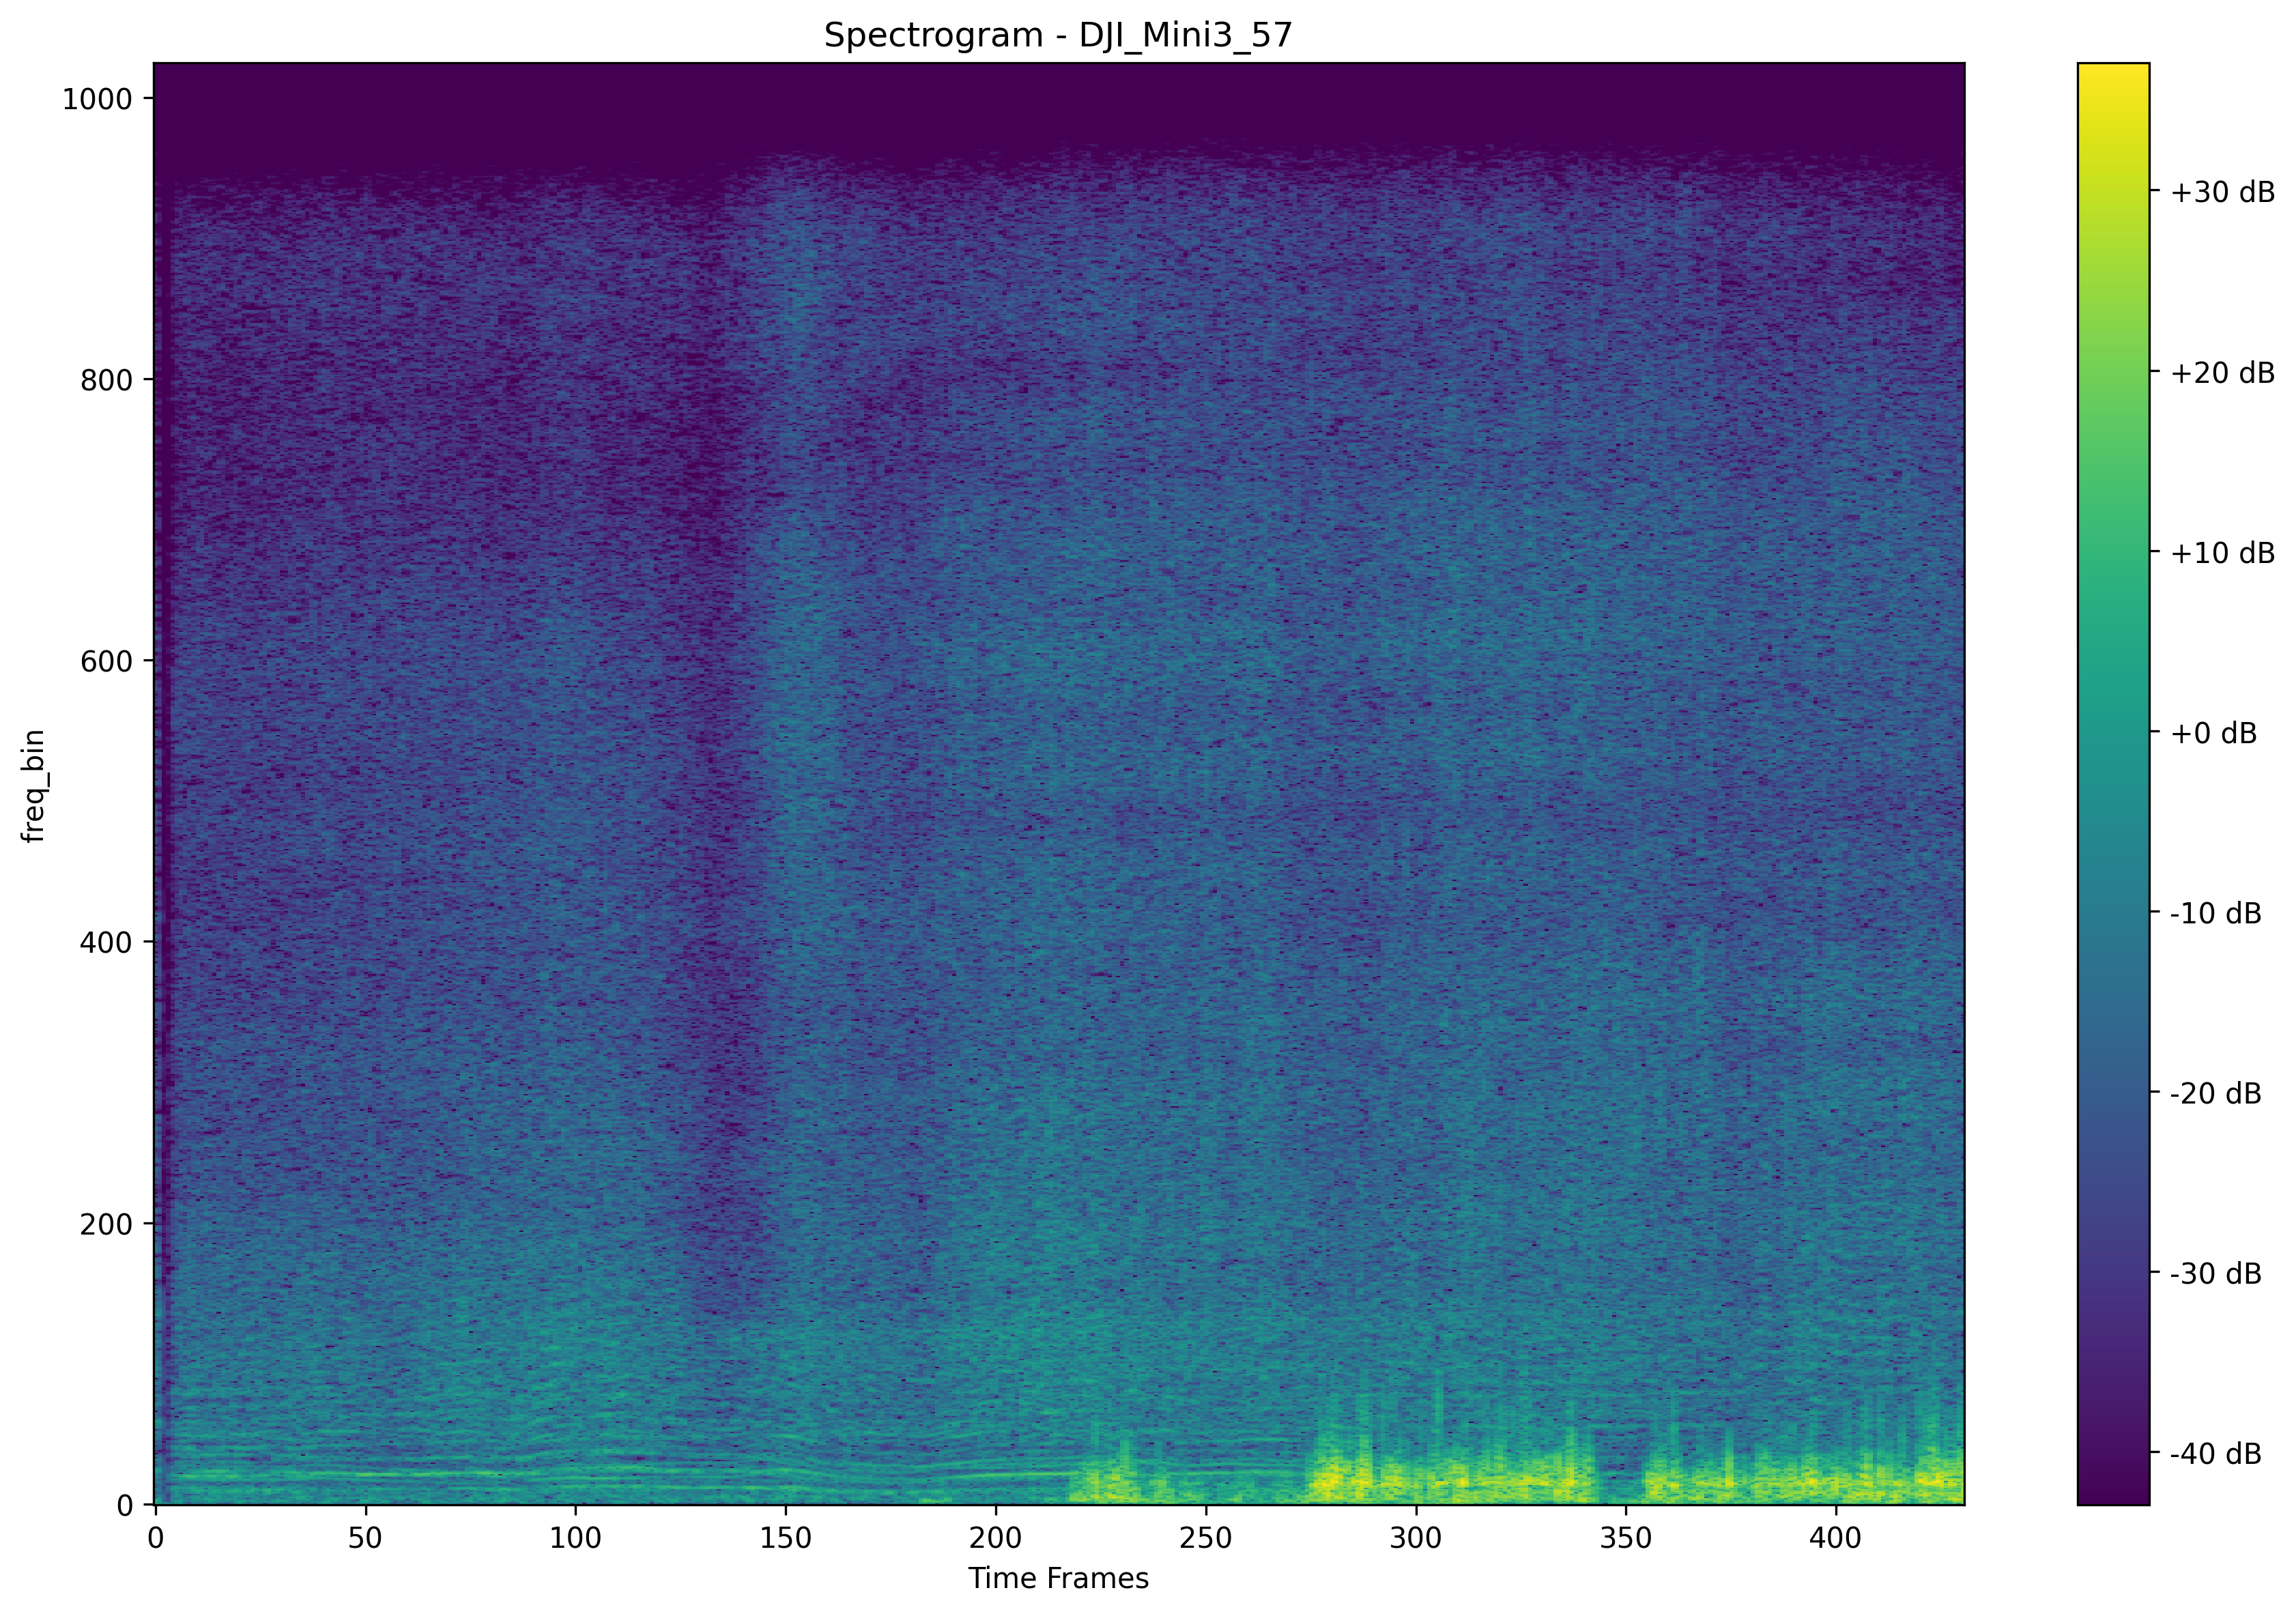 Spectrogram - DJI_Mini3_57
1000
800
600
400
200
0
freq_bin
0 50 100 150 200 250 300 350 400
Time Frames
+30 dB
+20 dB
+10 dB
+0 dB
-10 dB
-20 dB
-30 dB
-40 dB